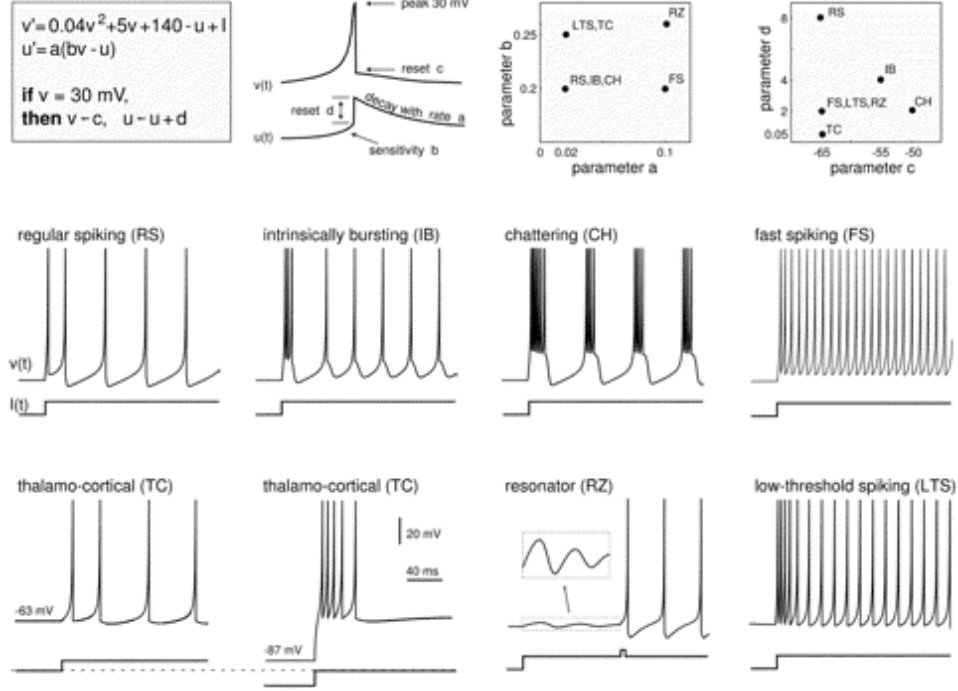 v'= 0.04v²+5v+140 - u + I
u'= a(bv - u)
if v = 30 mV,
then v - c, u - u + d
peak 30 mV
reset c
v(t)
reset d
decay with rate a
u(t)
sensitivity b
parameter b
0.25
0.2
LTS,TC
RZ
RS,IB,CH
FS
0
0.02
0.1
parameter a
parameter d
8
4
2
0.05
RS
IB
FS,LTS,RZ
CH
TC
-65
-55
-50
parameter c
regular spiking (RS)
intrinsically bursting (IB)
chattering (CH)
fast spiking (FS)
v(t)
I(t)
thalamo-cortical (TC)
thalamo-cortical (TC)
resonator (RZ)
low-threshold spiking (LTS)
20 mV
40 ms
-63 mV
-87 mV